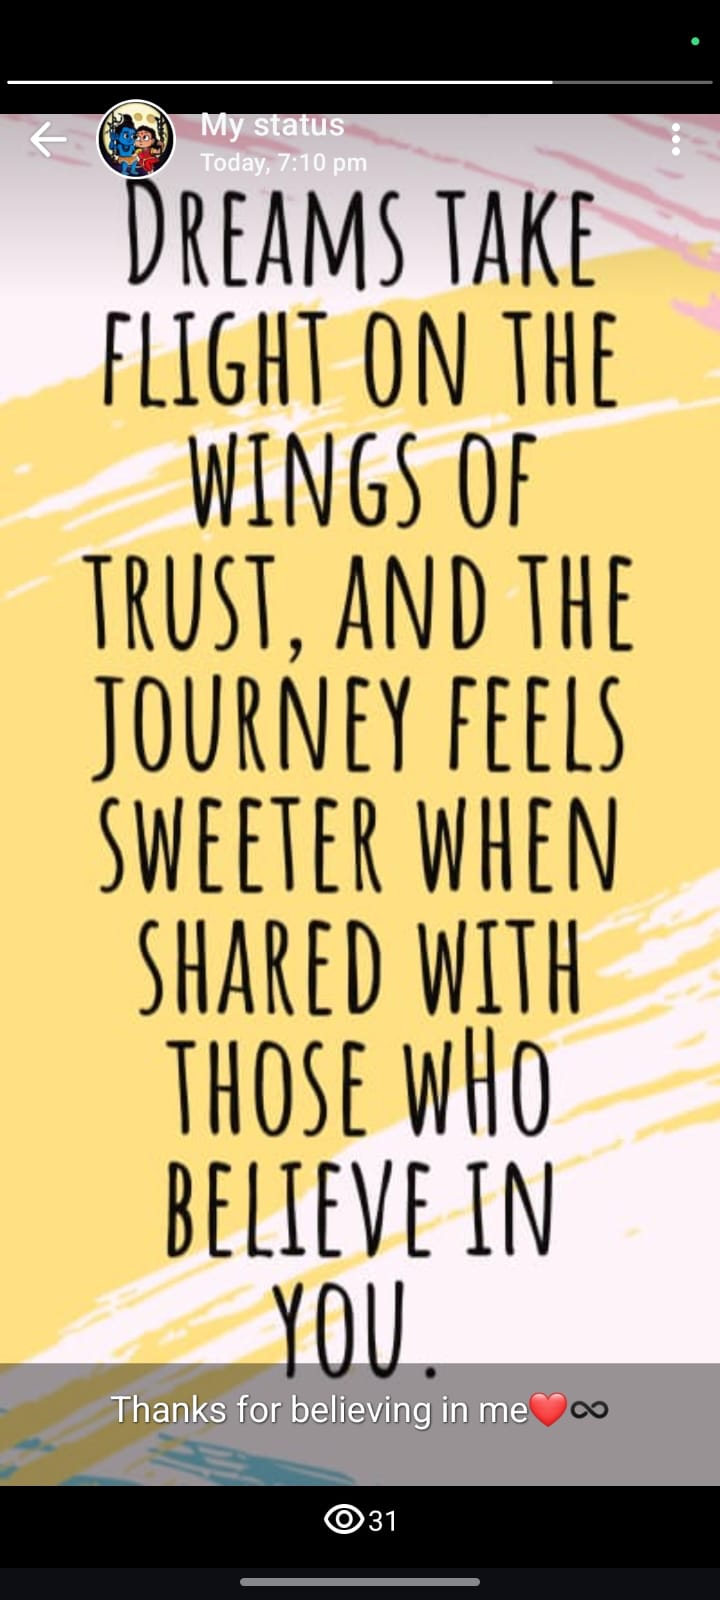 My status
Today, 7:10 pm
DREAMS TAKE
FLIGHT ON THE
WINGS OF
TRUST, AND THE
JOURNEY FEELS
SWEETER WHEN
SHARED WITH
THOSE WHO
BELIEVE IN
YOU.
Thanks for believing in me❤️∞
31